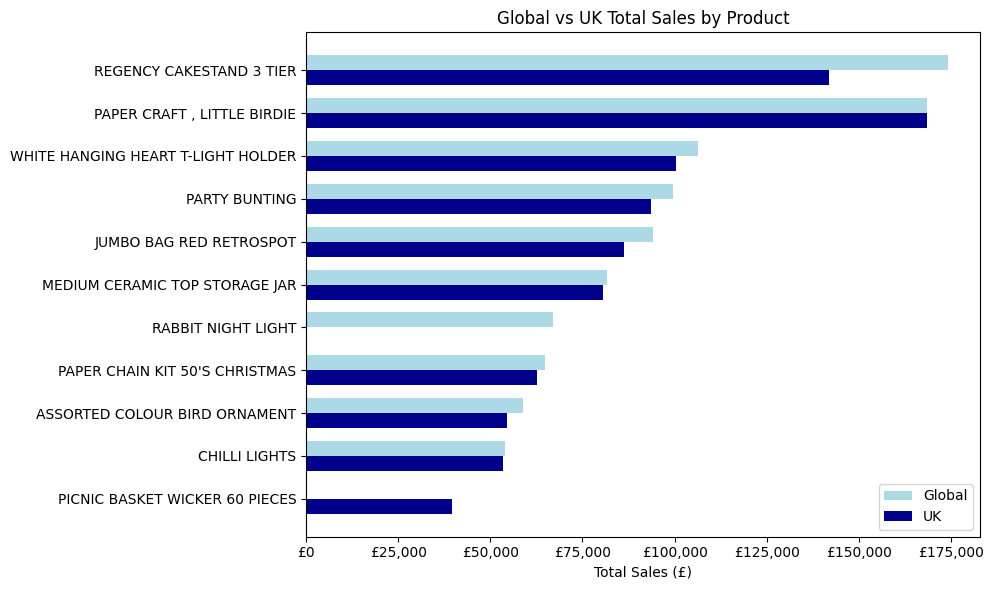 Global vs UK Total Sales by Product
REGENCY CAKESTAND 3 TIER
PAPER CRAFT , LITTLE BIRDIE
WHITE HANGING HEART T-LIGHT HOLDER
PARTY BUNTING
JUMBO BAG RED RETROSPOT
MEDIUM CERAMIC TOP STORAGE JAR
RABBIT NIGHT LIGHT
PAPER CHAIN KIT 50'S CHRISTMAS
ASSORTED COLOUR BIRD ORNAMENT
CHILLI LIGHTS
PICNIC BASKET WICKER 60 PIECES
Global
UK
£0 £25,000 £50,000 £75,000 £100,000 £125,000 £150,000 £175,000
Total Sales (£)